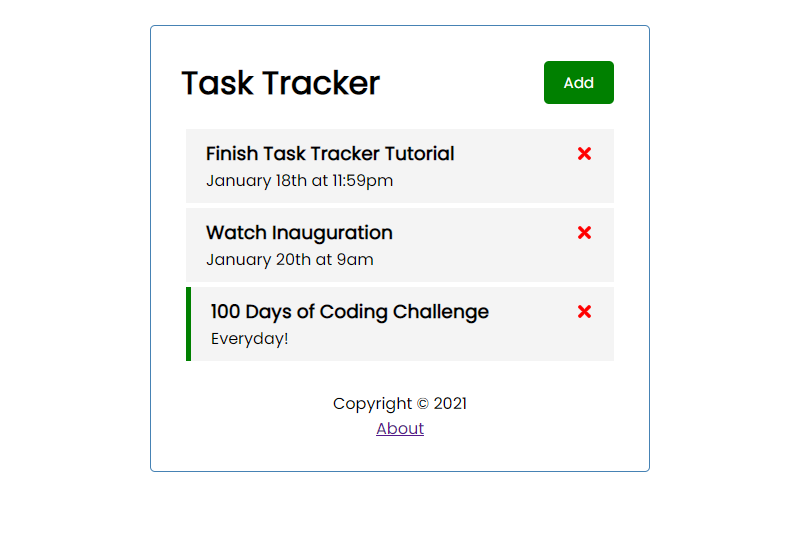 Task Tracker
Add
Finish Task Tracker Tutorial
January 18th at 11:59pm
Watch Inauguration
January 20th at 9am
100 Days of Coding Challenge
Everyday!
Copyright © 2021
About